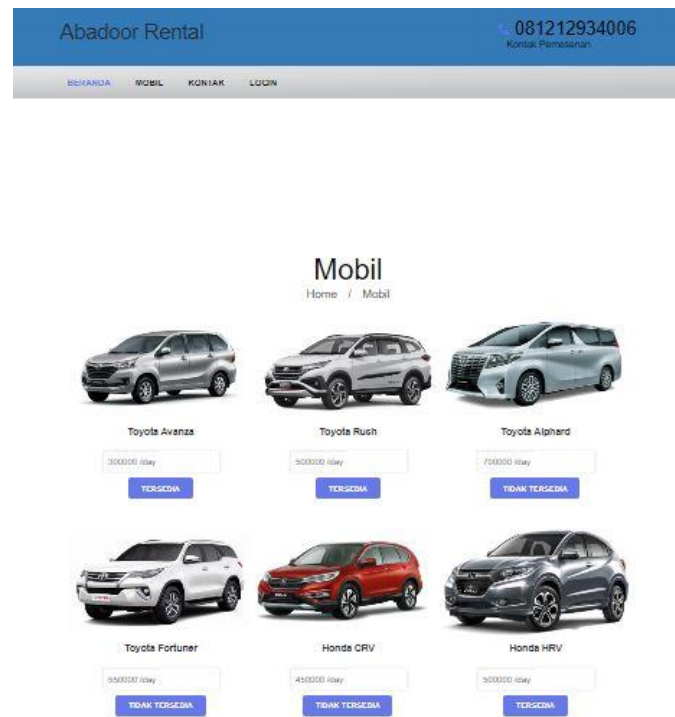 Abadoor Rental
081212934006
Kontak Pemesanan
BERANDA MOBIL KONTAK LOGIN
Mobil
Home / Mobil
Toyota Avanza Toyota Rush Toyota Alphard
300000 /day 500000 /day 700000 /day
TERSEDIA TERSEDIA TIDAK TERSEDIA
Toyota Fortuner Honda CRV Honda HRV
650000 /day 450000 /day 500000 /day
TIDAK TERSEDIA TIDAK TERSEDIA TERSEDIA